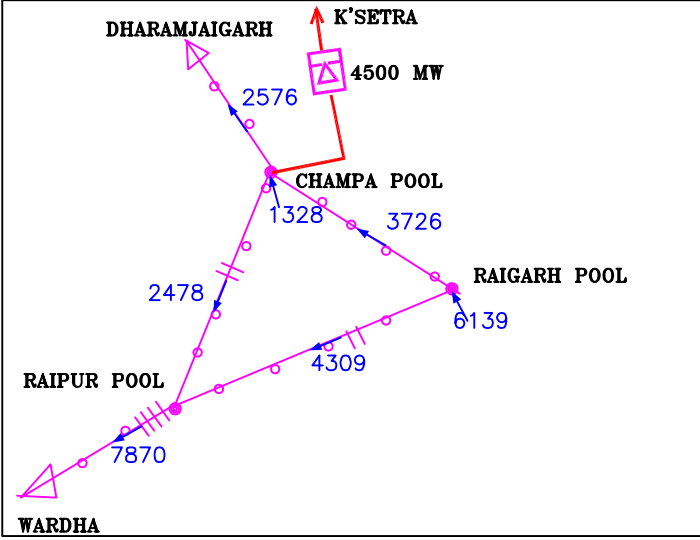 K'SETRA
DHARAMJAIGARH
4500 MW
2576
CHAMPA POOL
1328
3726
RAIGARH POOL
2478
6139
4309
RAIPUR POOL
7870
WARDHA